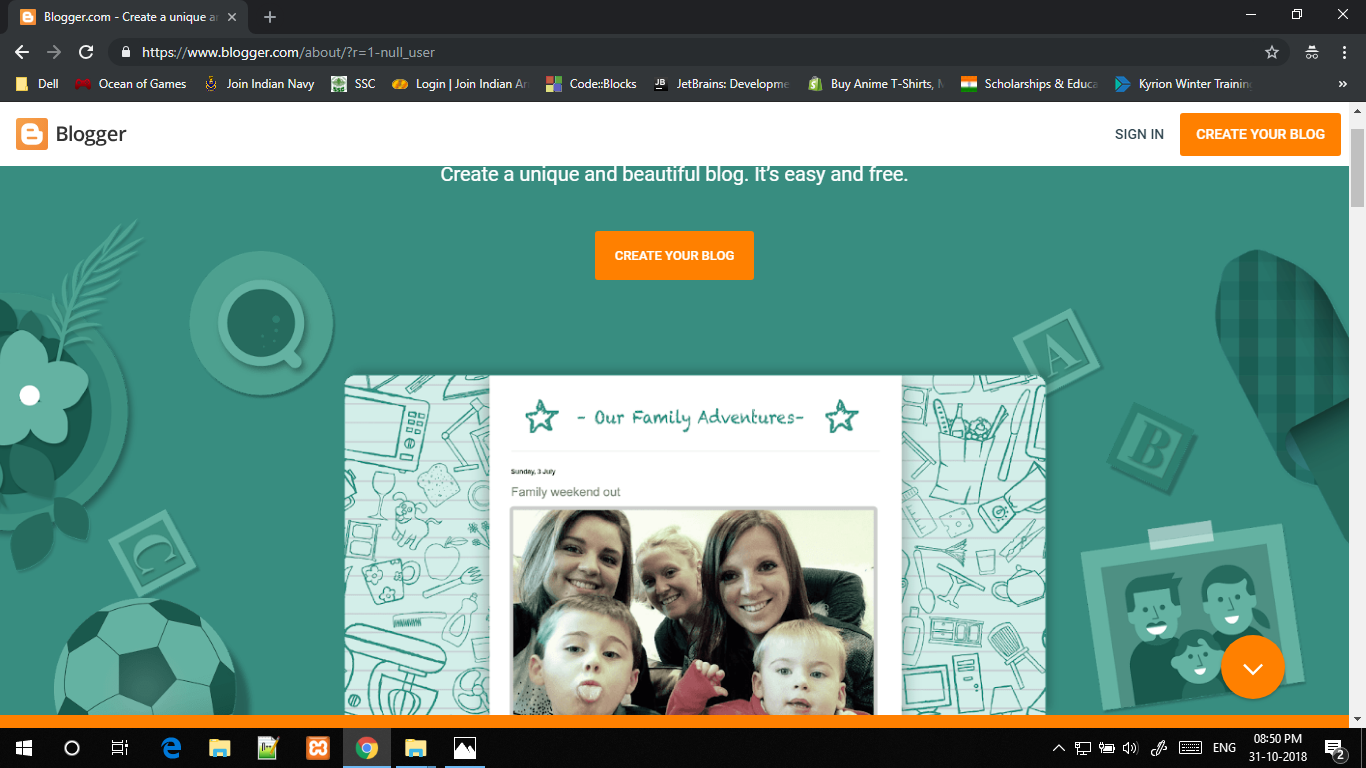 Blogger.com - Create a unique ar
https://www.blogger.com/about/?r=1-null_user
Dell
Ocean of Games
Join Indian Navy
SSC
Login | Join Indian Ar
Code::Blocks
JetBrains: Developme
Buy Anime T-Shirts,
Scholarships & Educa
Kyrion Winter Training
Blogger
SIGN IN
CREATE YOUR BLOG
Create a unique and beautiful blog. It’s easy and free.
CREATE YOUR BLOG
A
B
C
- Our Family Adventures-
Sunday, 3 July
Family weekend out
ENG
08:50 PM
31-10-2018
2